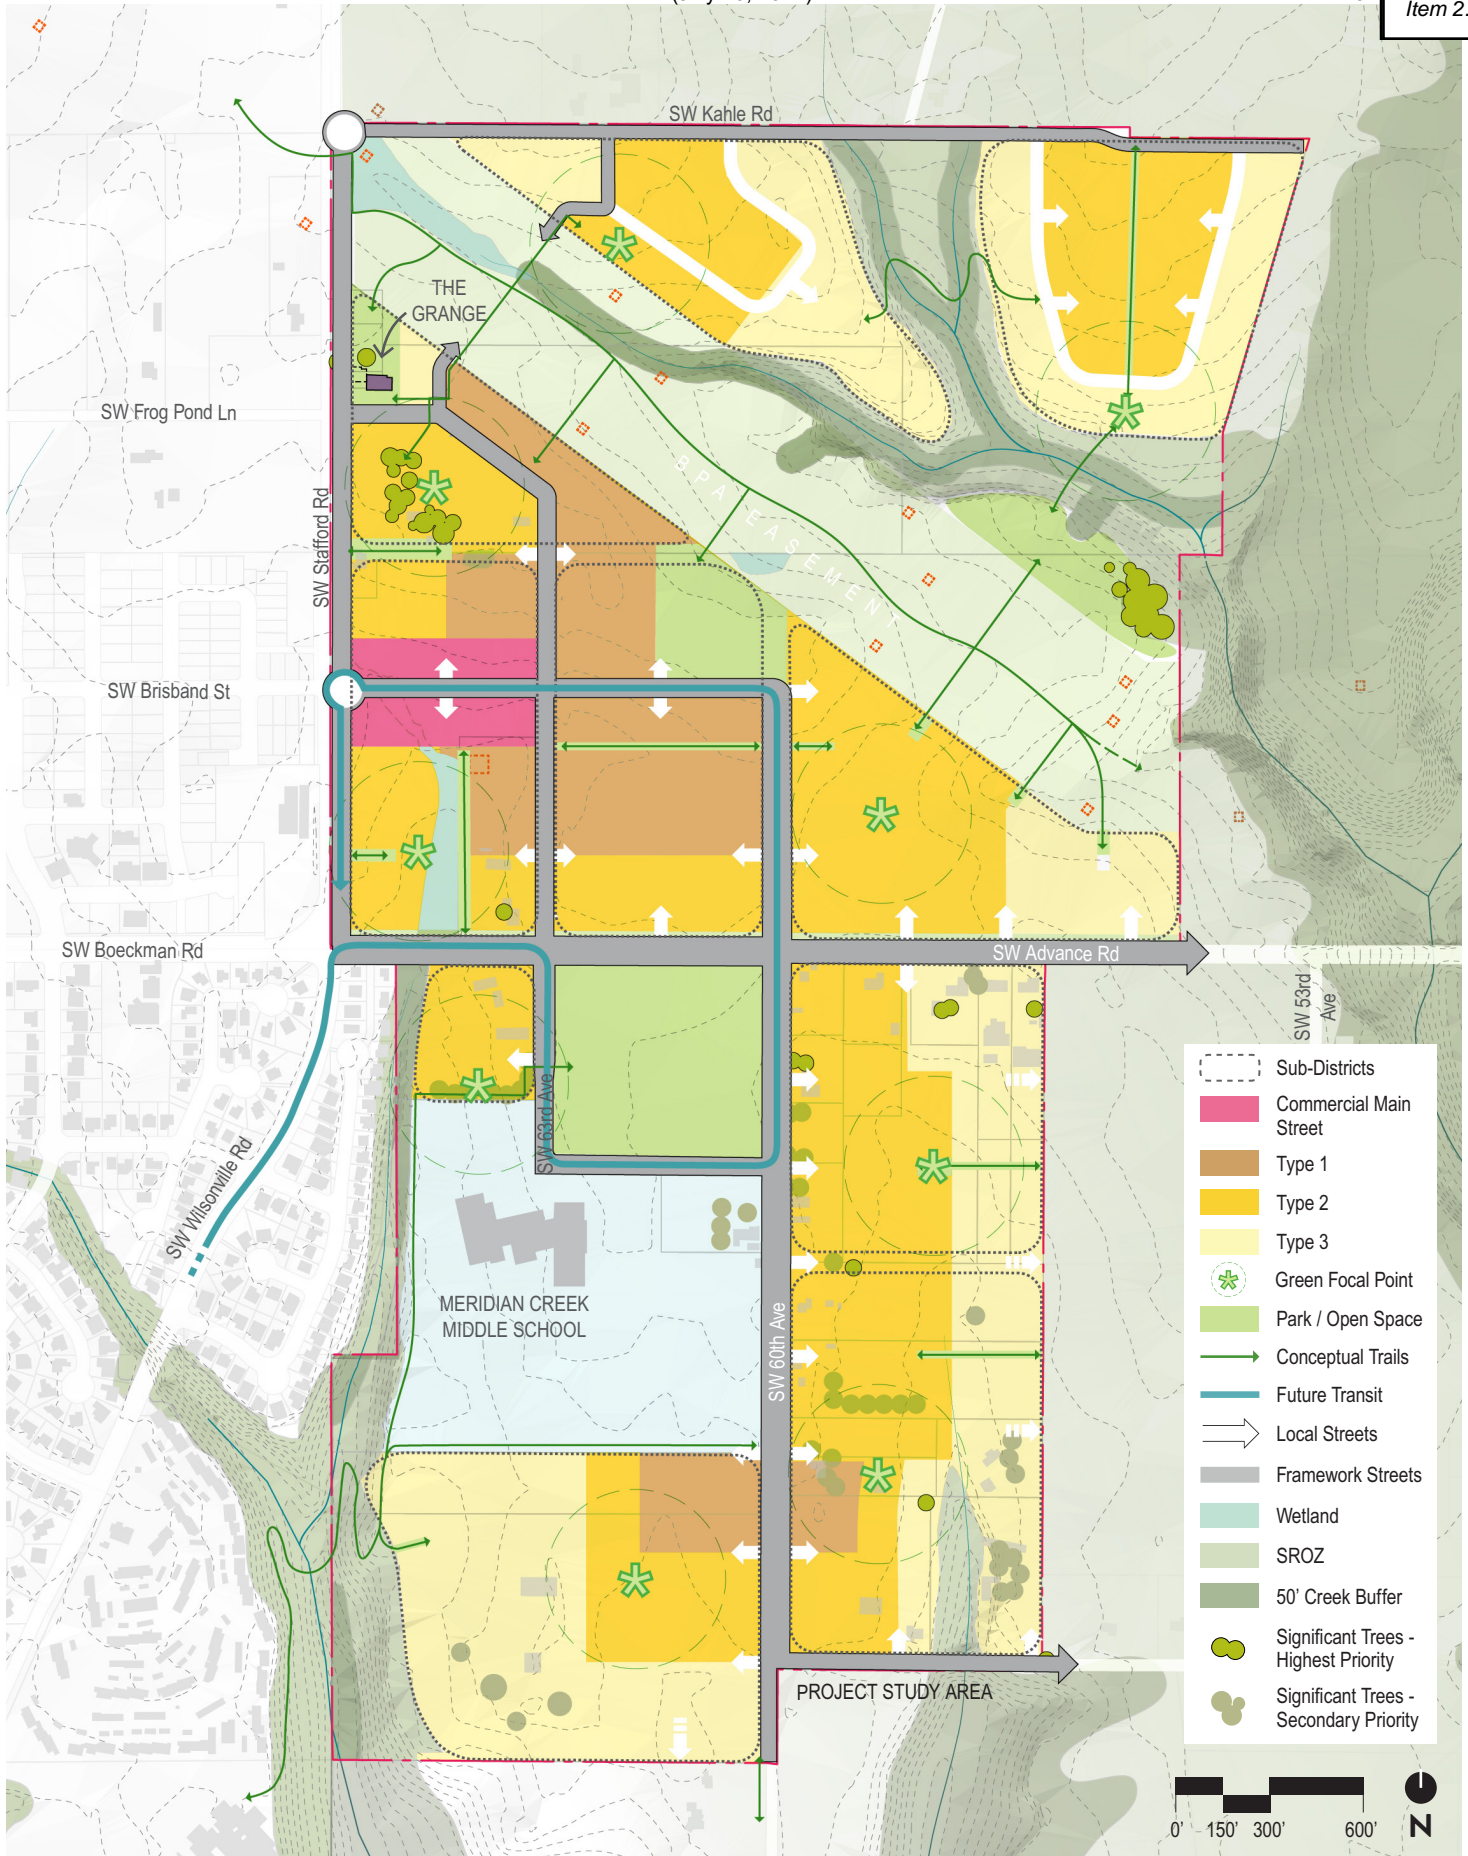 Item 2.
SW Kahle Rd
THE
GRANGE
SW Frog Pond Ln
SW Stafford Rd
BPA EASEMENT
SW Brisband St
SW Boeckman Rd
SW Advance Rd
SW 53rd
Ave
SW 63rd Ave
SW Wilsonville Rd
MERIDIAN CREEK
MIDDLE SCHOOL
SW 60th Ave
PROJECT STUDY AREA
Sub-Districts
Commercial Main
Street
Type 1
Type 2
Type 3
Green Focal Point
Park / Open Space
Conceptual Trails
Future Transit
Local Streets
Framework Streets
Wetland
SROZ
50' Creek Buffer
Significant Trees -
Highest Priority
Significant Trees -
Secondary Priority
0' 150' 300' 600'
N